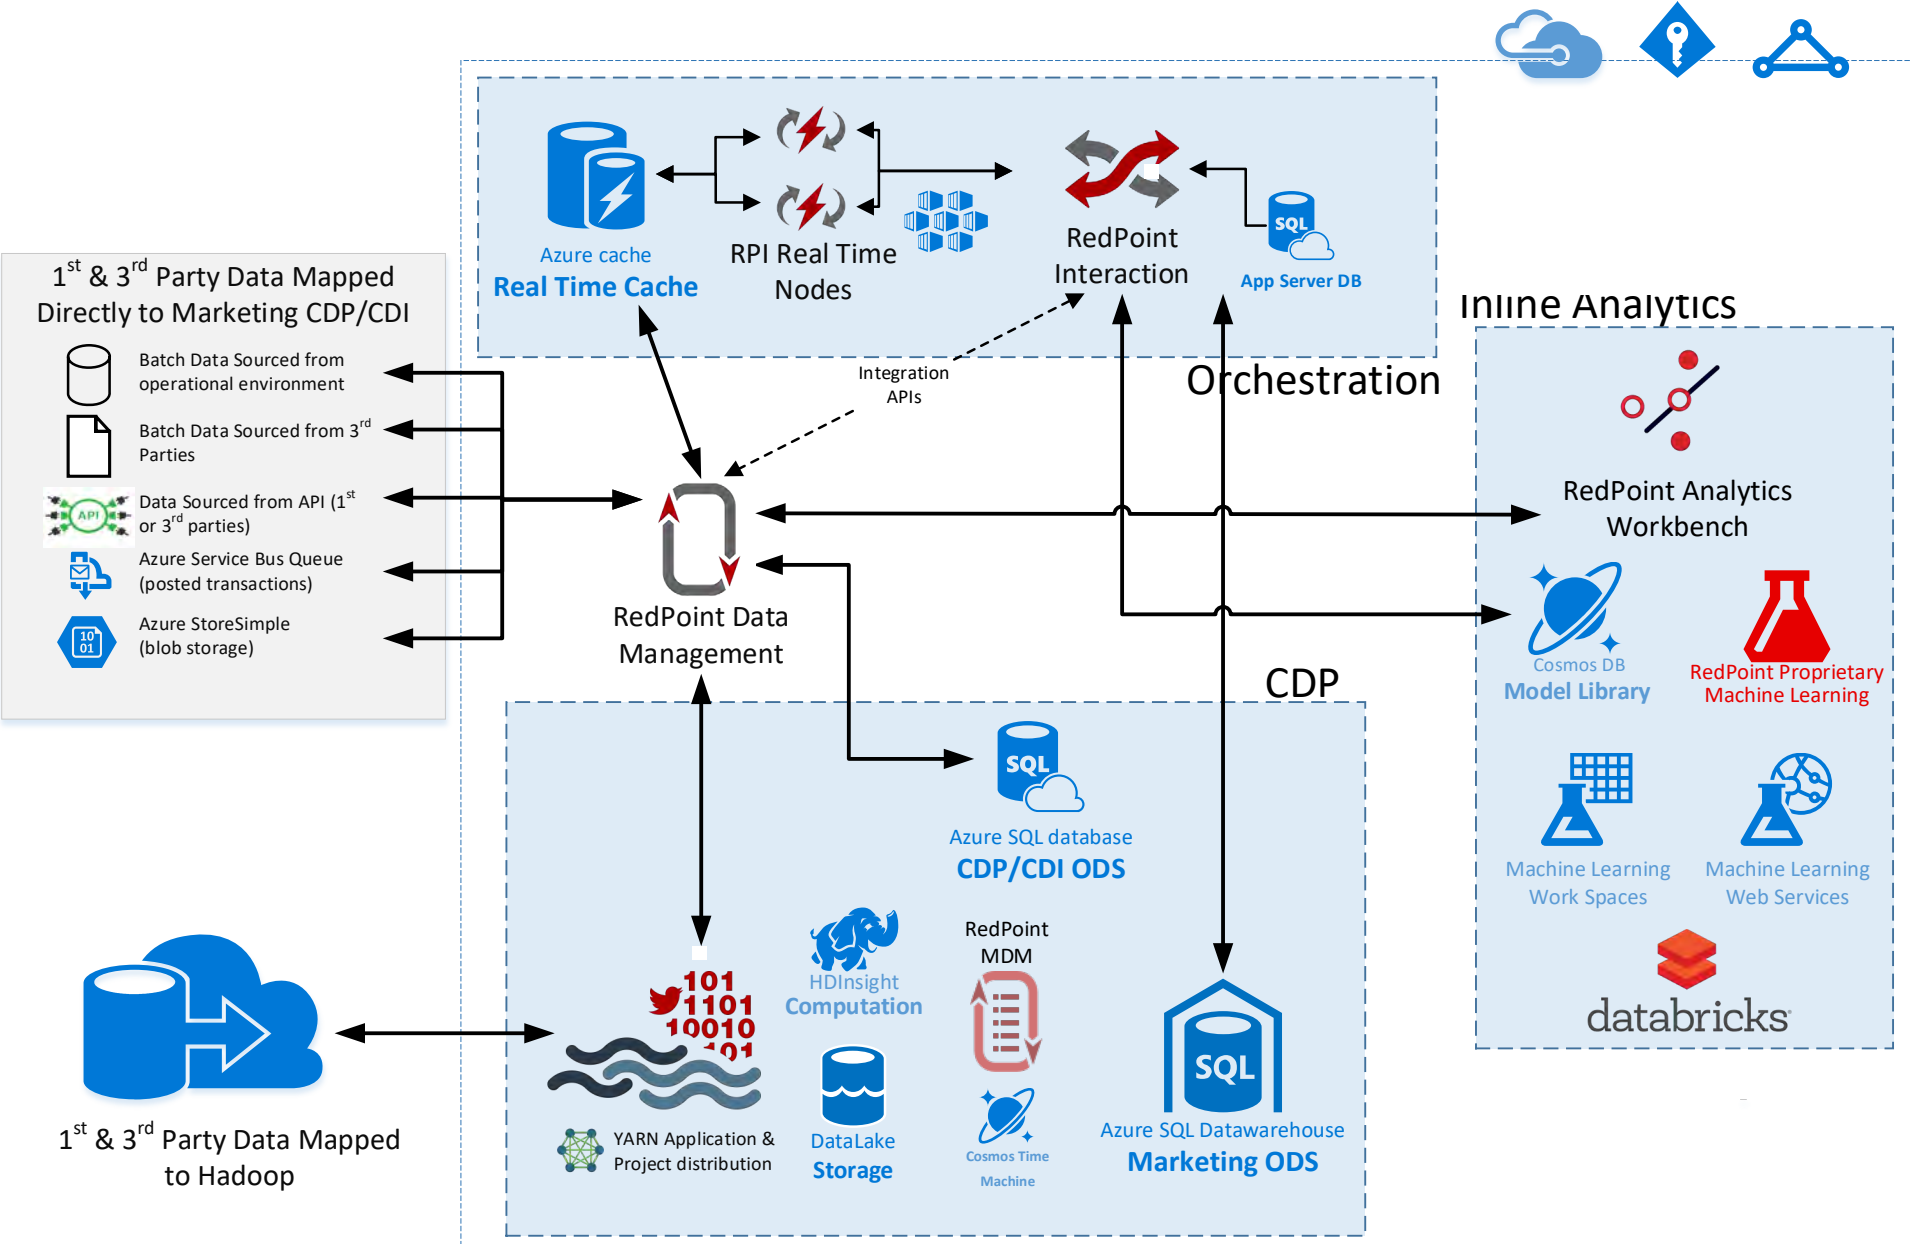 Azure cache
Real Time Cache
RPI Real Time
Nodes
RedPoint
Interaction
SQL
App Server DB
Orchestration
Integration
APIs
1st & 3rd Party Data Mapped
Directly to Marketing CDP/CDI
Batch Data Sourced from
operational environment
Batch Data Sourced from 3rd
Parties
API
Data Sourced from API (1st
or 3rd parties)
Azure Service Bus Queue
(posted transactions)
10
01
Azure StoreSimple
(blob storage)
RedPoint Data
Management
Inline Analytics
RedPoint Analytics
Workbench
Cosmos DB
Model Library
RedPoint Proprietary
Machine Learning
Machine Learning
Work Spaces
Machine Learning
Web Services
databricks
CDP
SQL
Azure SQL database
CDP/CDI ODS
HDInsight
Computation
RedPoint
MDM
101
1101
10010
101
YARN Application &
Project distribution
DataLake
Storage
Cosmos Time
Machine
SQL
Azure SQL Datawarehouse
Marketing ODS
1st & 3rd Party Data Mapped
to Hadoop